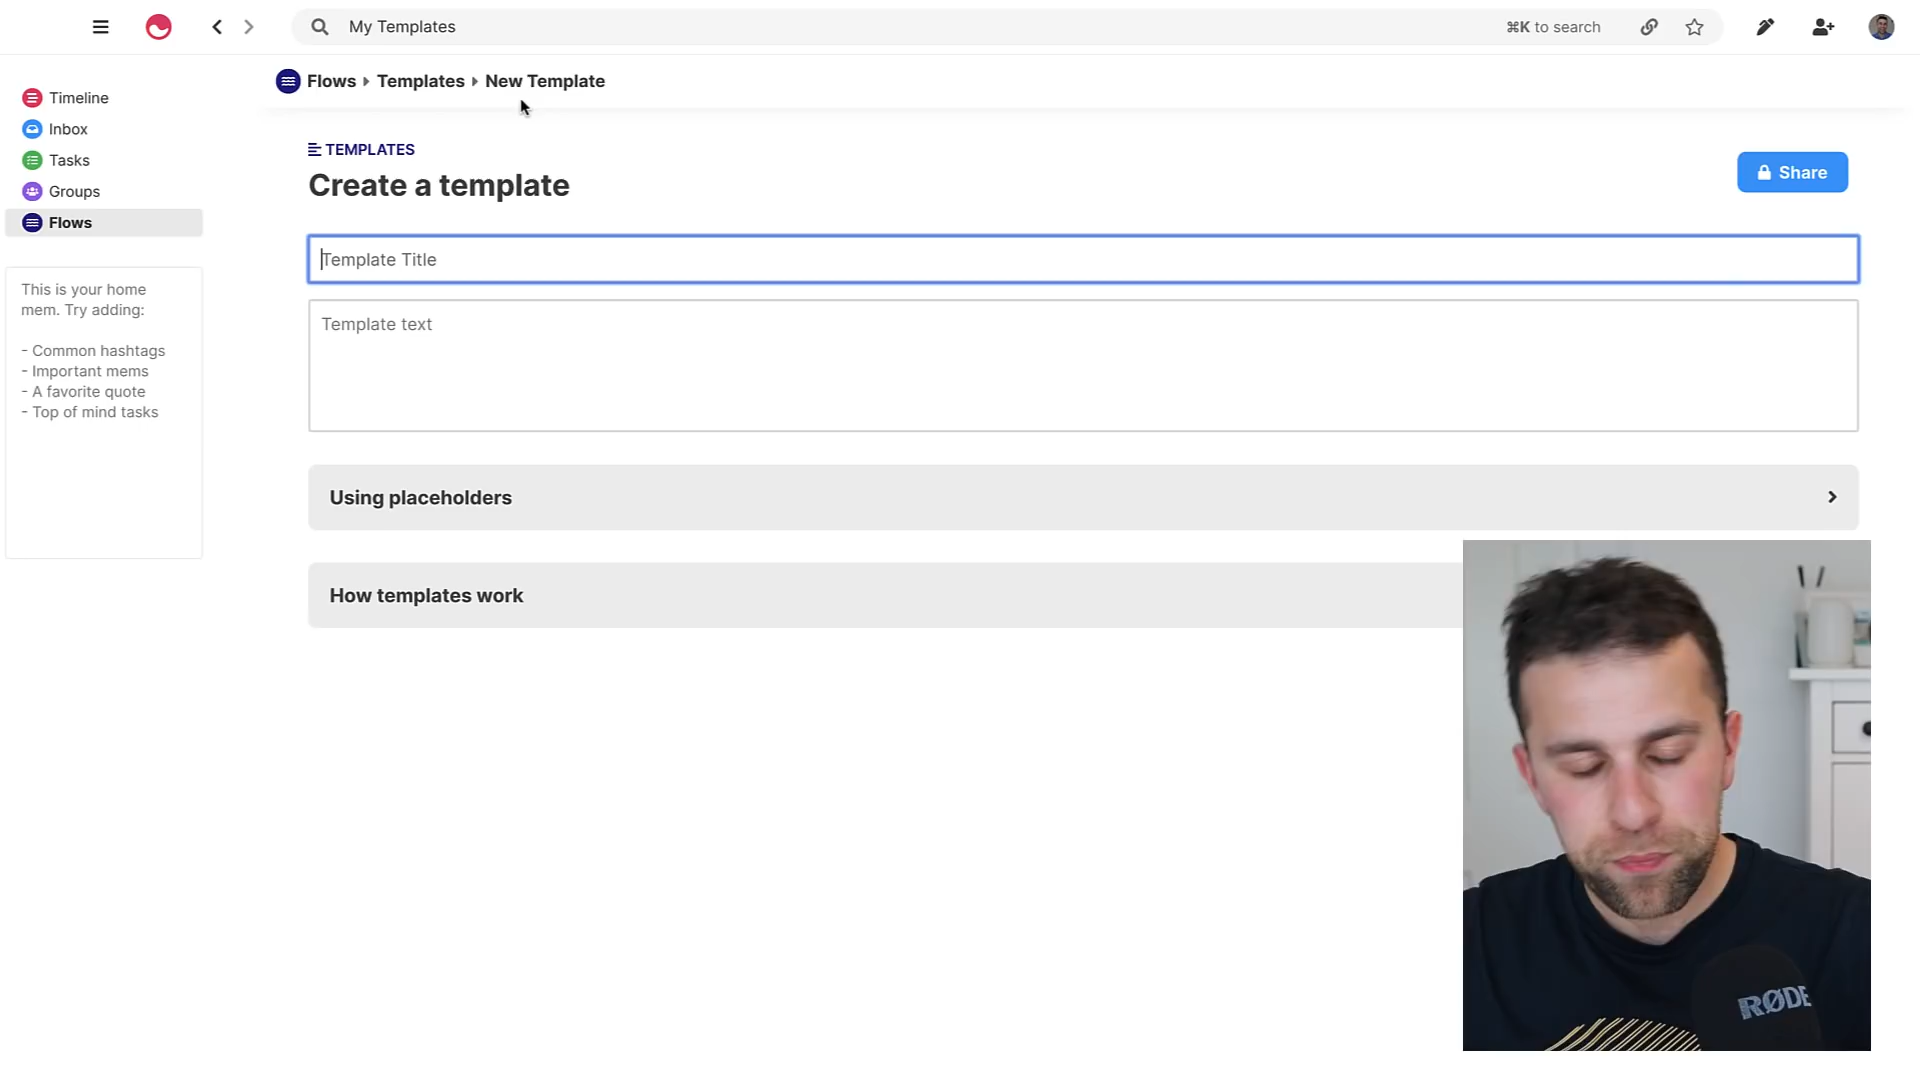 My Templates
⌘K to search
Flows Templates New Template
Timeline
Inbox
Tasks
Groups
Flows
This is your home
mem. Try adding:
- Common hashtags
- Important mems
- A favorite quote
- Top of mind tasks
TEMPLATES
Create a template
Share
Template Title
Template text
Using placeholders
How templates work
RØDE